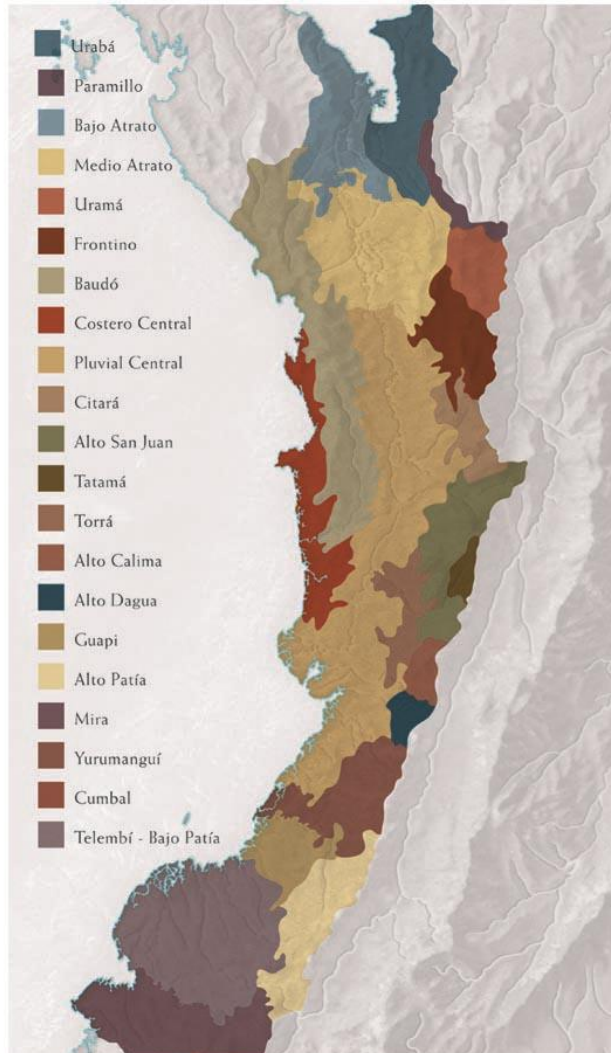 Urabá
Paramillo
Bajo Atrato
Medio Atrato
Uramá
Frontino
Baudó
Costero Central
Pluvial Central
Citará
Alto San Juan
Tatamá
Torrá
Alto Calima
Alto Dagua
Guapi
Alto Patía
Mira
Yurumanguí
Cumbal
Telembí - Bajo Patía